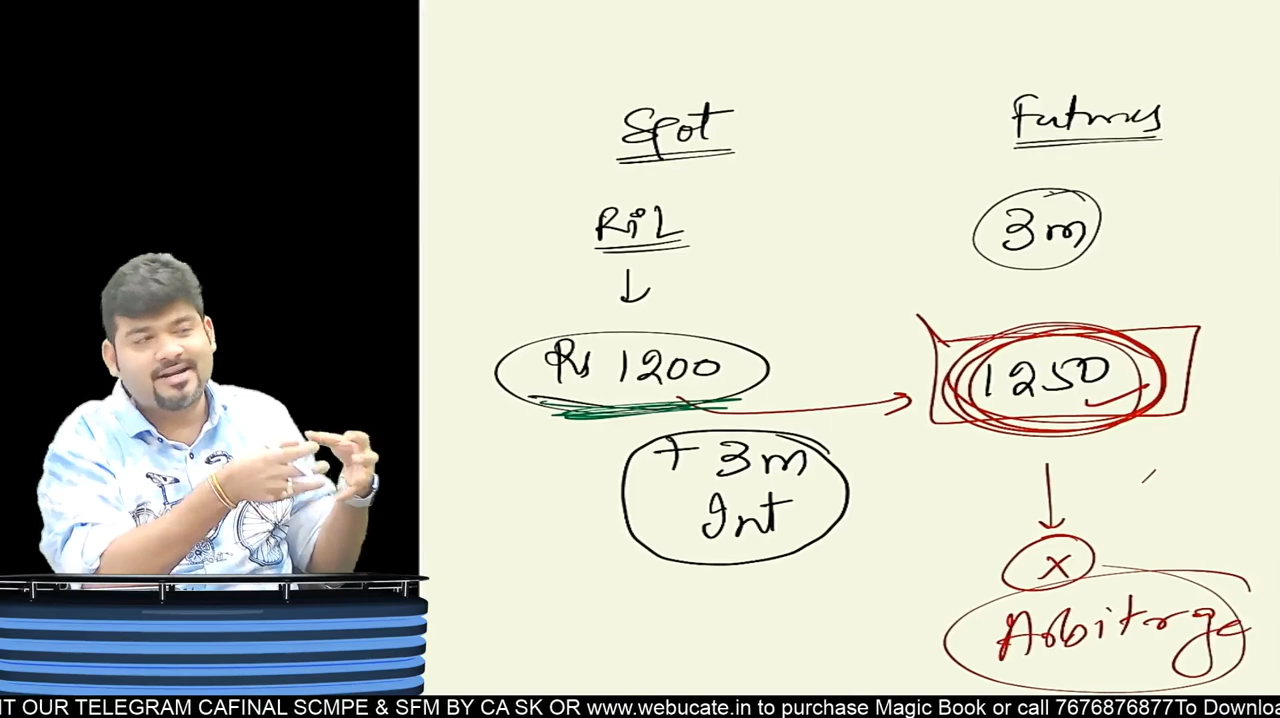 Spot
Futures
RiL
3m
Rs 1200
1250
+ 3m
Int
x
Arbitrge
IT OUR TELEGRAM CAFINAL SCMPE & SFM BY CA SK OR www.webucate.in to purchase Magic Book or call 7676876877To Downloa